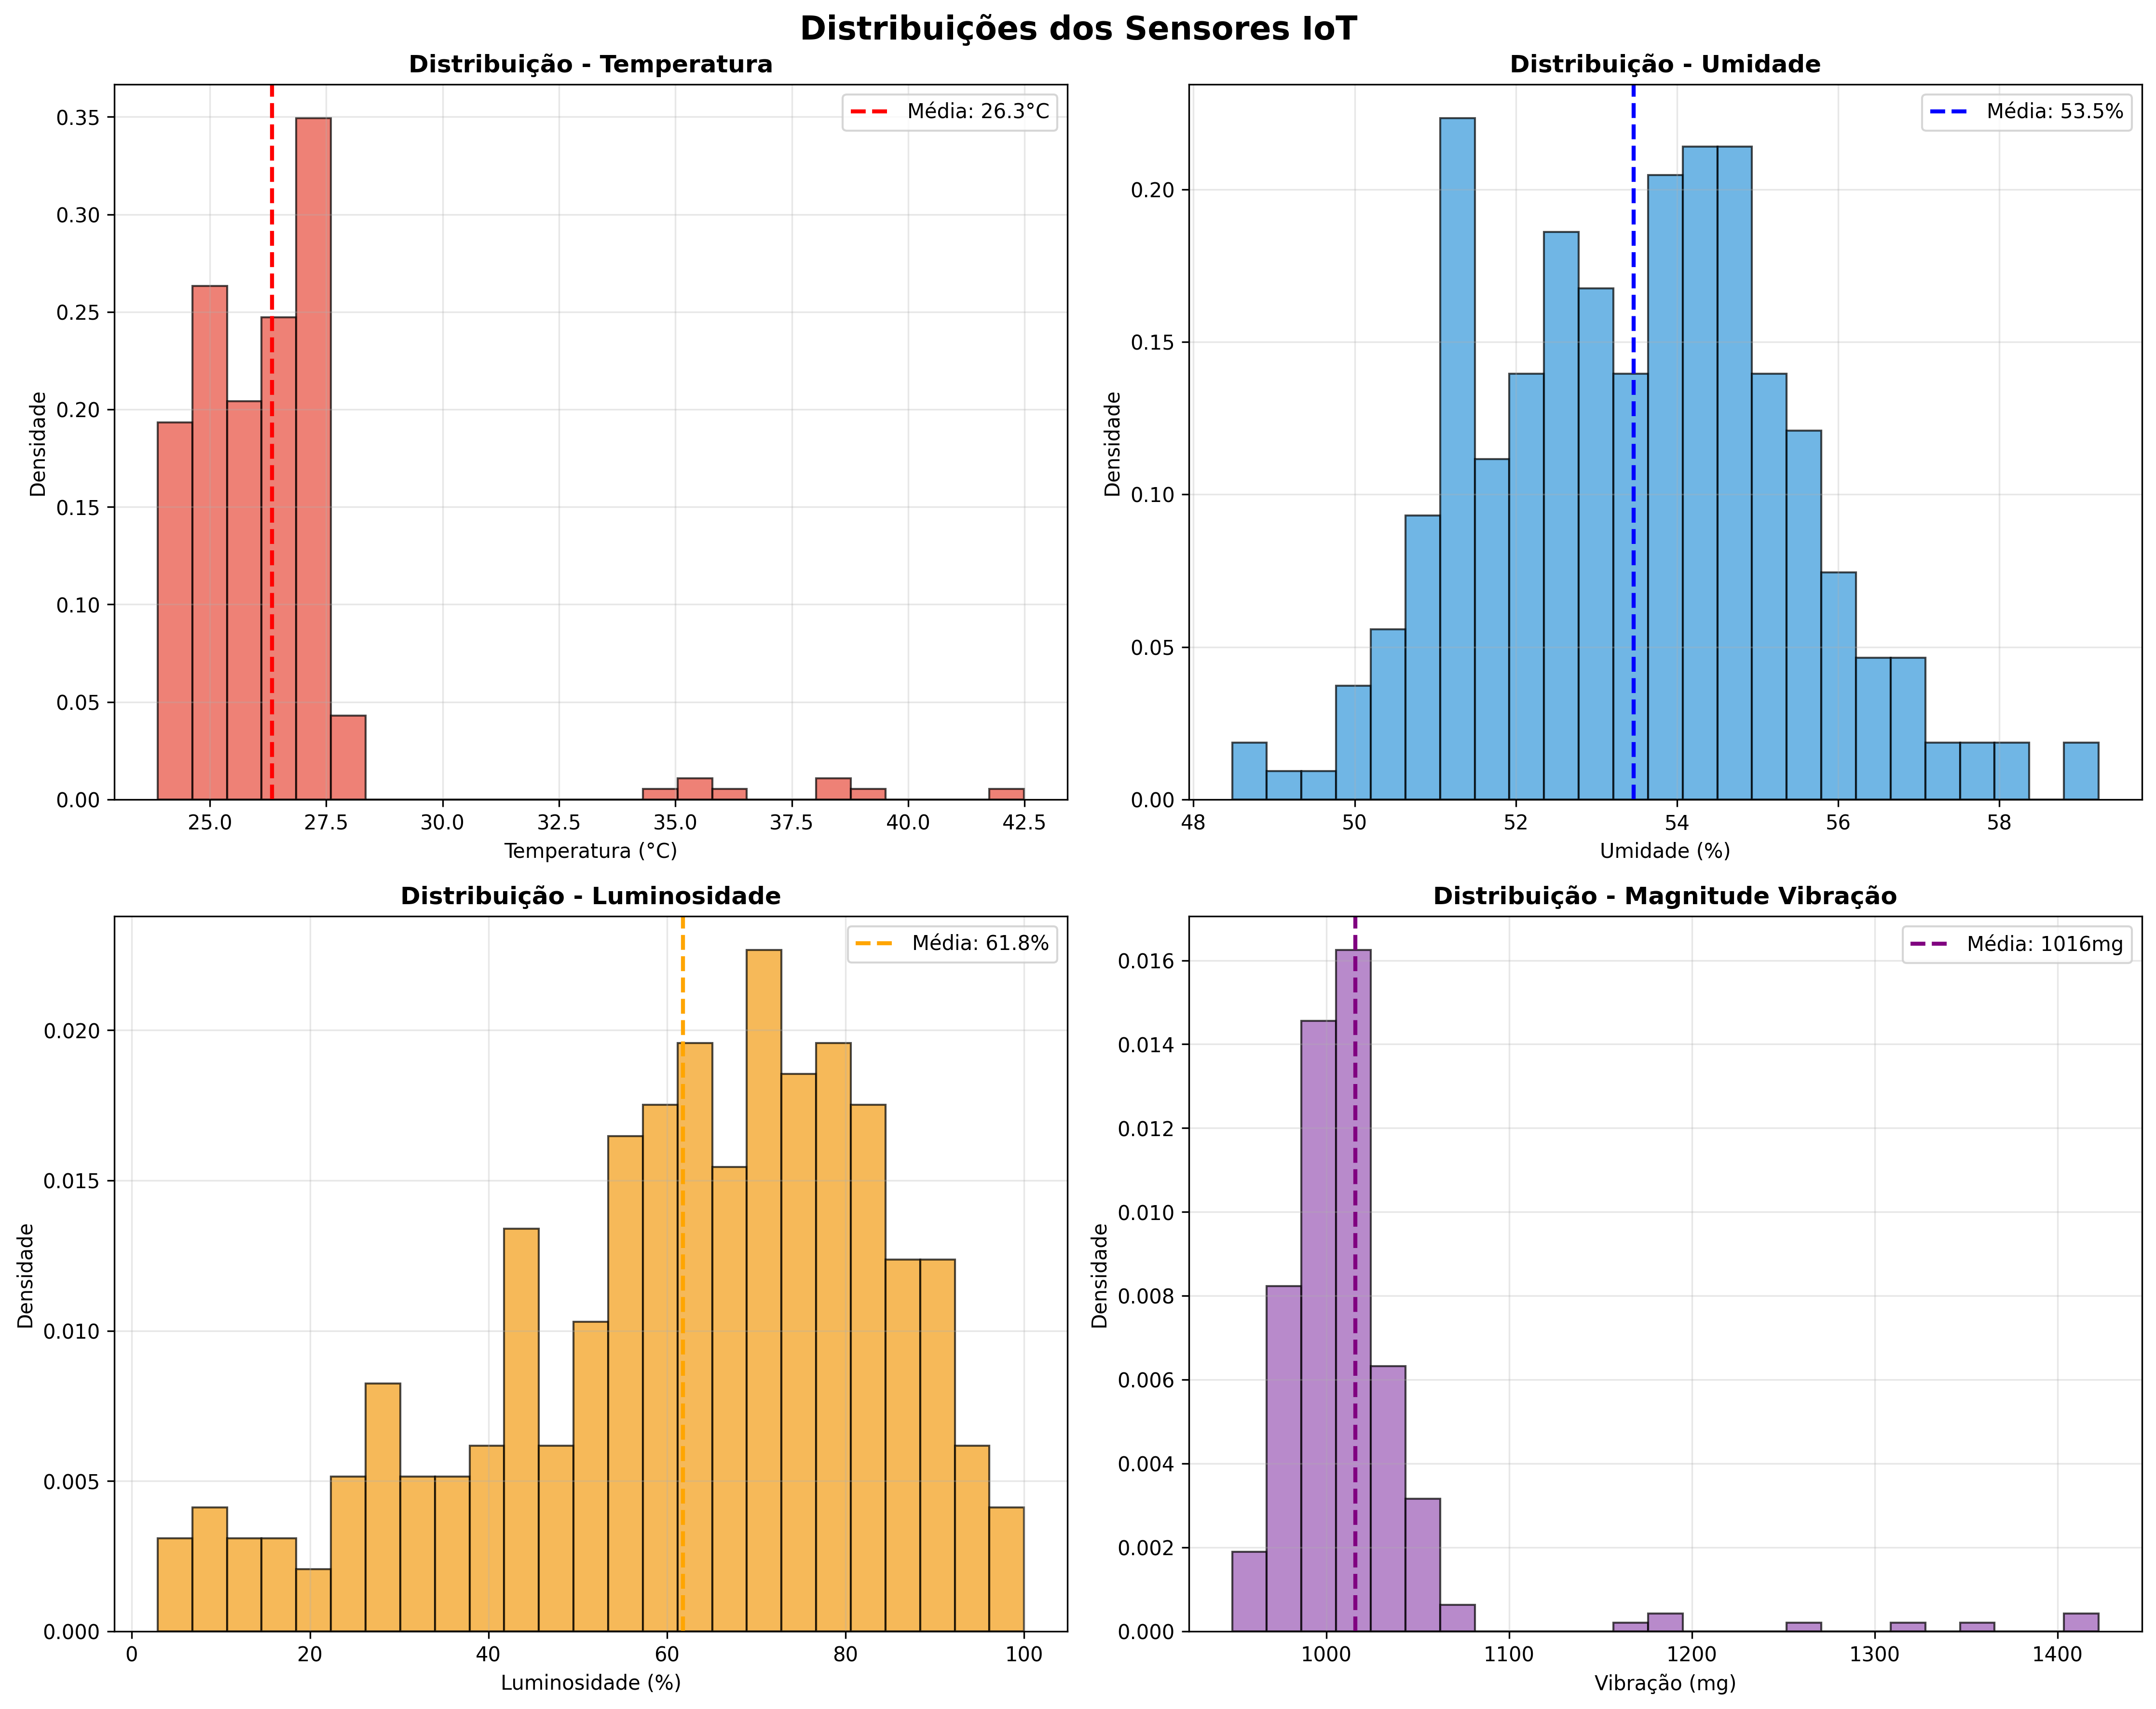 Distribuições dos Sensores IoT
Distribuição - Temperatura
Média: 26.3°C
0.35
0.30
0.25
0.20
0.15
0.10
0.05
0.00
Densidade
25.0 27.5 30.0 32.5 35.0 37.5 40.0 42.5
Temperatura (°C)
Distribuição - Umidade
Média: 53.5%
0.20
0.15
0.10
0.05
0.00
Densidade
48 50 52 54 56 58
Umidade (%)
Distribuição - Luminosidade
Média: 61.8%
0.020
0.015
0.010
0.005
0.000
Densidade
0 20 40 60 80 100
Luminosidade (%)
Distribuição - Magnitude Vibração
Média: 1016mg
0.016
0.014
0.012
0.010
0.008
0.006
0.004
0.002
0.000
Densidade
1000 1100 1200 1300 1400
Vibração (mg)